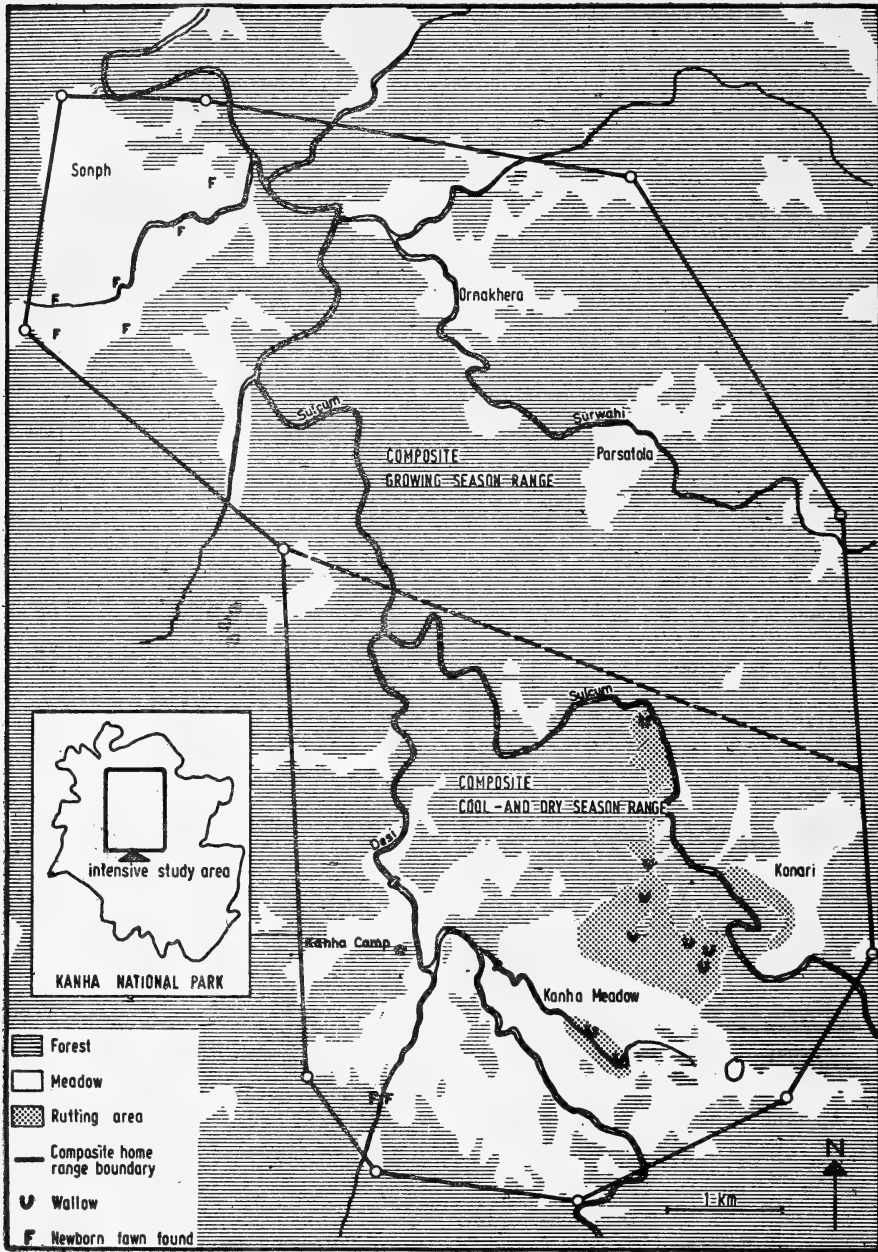 Sonph
F
F
F
F
F
F
Ornakhera
Sulcum
Surwahi
Parsatola
COMPOSITE
GROWING SEASON RANGE
Sulcum
COMPOSITE
COOL-AND DRY SEASON RANGE
Desi
Konari
intensive study area
Kanha Camp
KANHA NATIONAL PARK
Kanha Meadow
F F
Forest
Meadow
Rutting area
Composite home
range boundary
Wallow
F Newborn fawn found
N
1 km